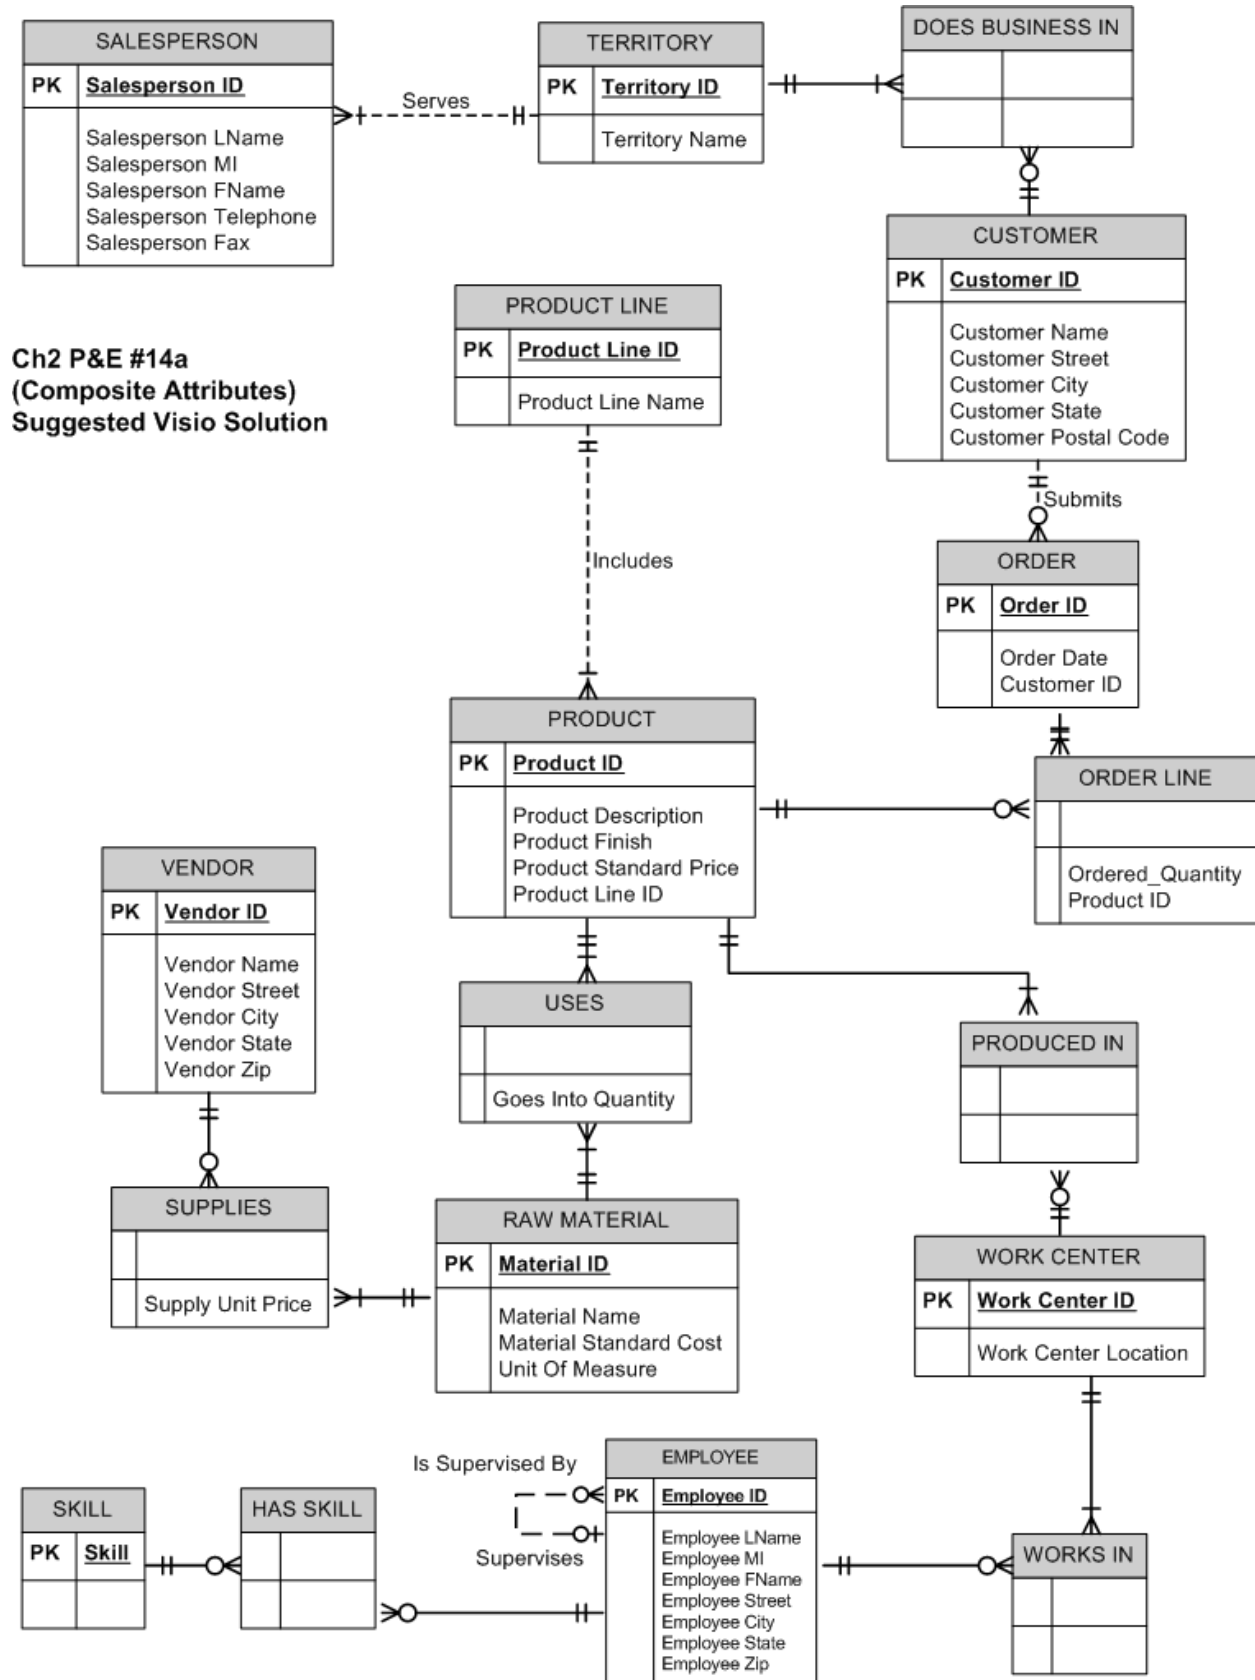 SALESPERSON
PK Salesperson ID
Salesperson LName
Salesperson MI
Salesperson FName
Salesperson Telephone
Salesperson Fax
Serves
TERRITORY
PK Territory ID
Territory Name
DOES BUSINESS IN
CUSTOMER
PK Customer ID
Customer Name
Customer Street
Customer City
Customer State
Customer Postal Code
Submits
PRODUCT LINE
PK Product Line ID
Product Line Name
Includes
Ch2 P&E #14a
(Composite Attributes)
Suggested Visio Solution
ORDER
PK Order ID
Order Date
Customer ID
PRODUCT
PK Product ID
Product Description
Product Finish
Product Standard Price
Product Line ID
ORDER LINE
Ordered_Quantity
Product ID
VENDOR
PK Vendor ID
Vendor Name
Vendor Street
Vendor City
Vendor State
Vendor Zip
USES
Goes Into Quantity
PRODUCED IN
SUPPLIES
Supply Unit Price
RAW MATERIAL
PK Material ID
Material Name
Material Standard Cost
Unit Of Measure
WORK CENTER
PK Work Center ID
Work Center Location
Is Supervised By
Supervises
EMPLOYEE
PK Employee ID
Employee LName
Employee MI
Employee FName
Employee Street
Employee City
Employee State
Employee Zip
SKILL
PK Skill
HAS SKILL
WORKS IN